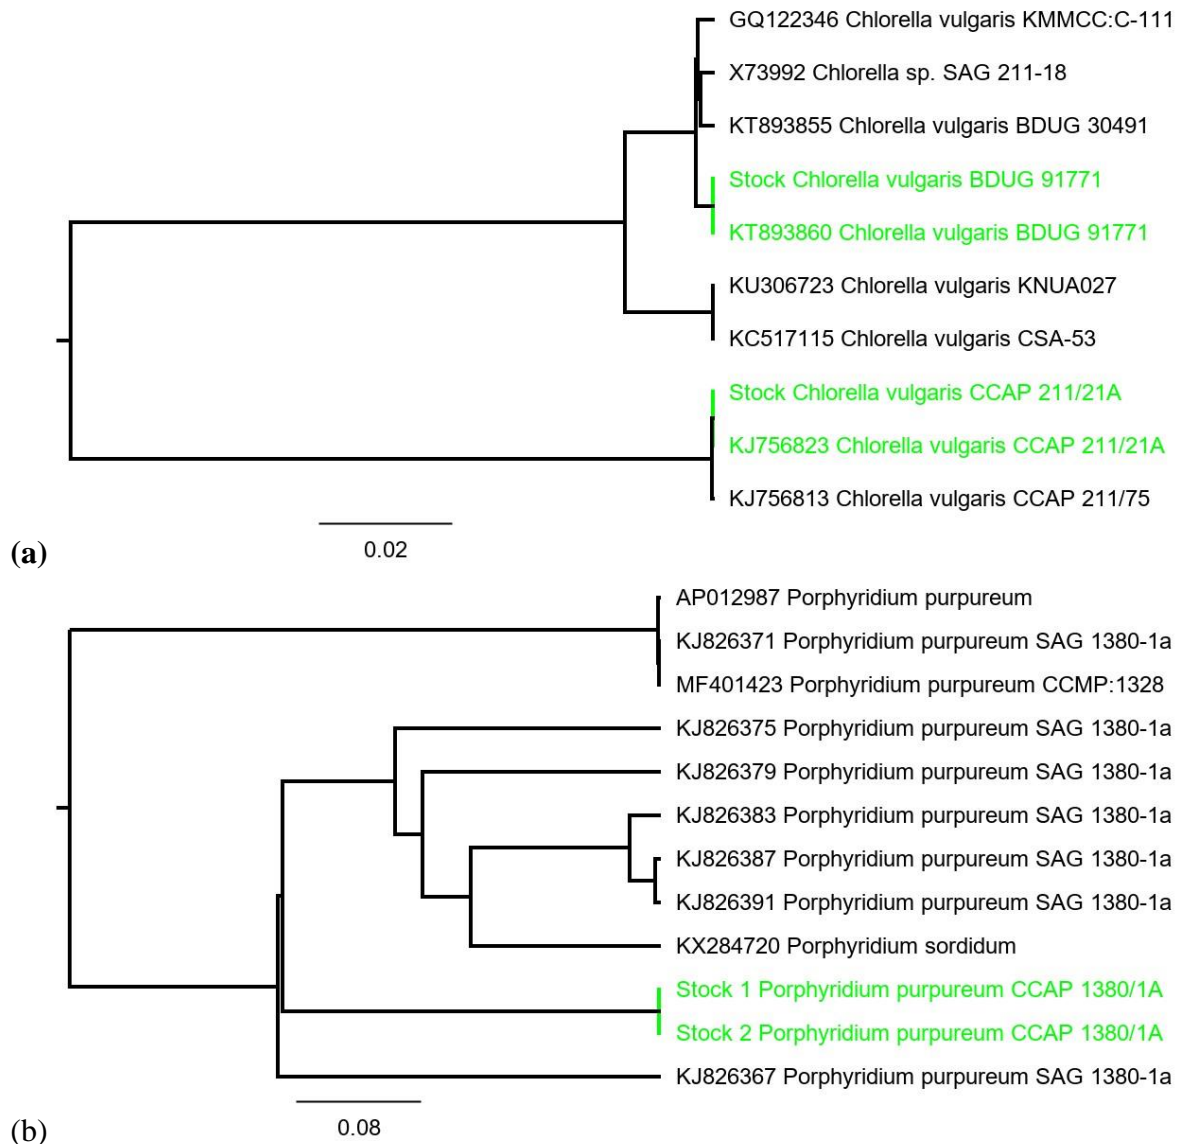 GQ122346 Chlorella vulgaris KMMCC:C-111
X73992 Chlorella sp. SAG 211-18
KT893855 Chlorella vulgaris BDUG 30491
Stock Chlorella vulgaris BDUG 91771
KT893860 Chlorella vulgaris BDUG 91771
KU306723 Chlorella vulgaris KNUA027
KC517115 Chlorella vulgaris CSA-53
Stock Chlorella vulgaris CCAP 211/21A
KJ756823 Chlorella vulgaris CCAP 211/21A
KJ756813 Chlorella vulgaris CCAP 211/75
0.02
(a)
AP012987 Porphyridium purpureum
KJ826371 Porphyridium purpureum SAG 1380-1a
MF401423 Porphyridium purpureum CCMP:1328
KJ826375 Porphyridium purpureum SAG 1380-1a
KJ826379 Porphyridium purpureum SAG 1380-1a
KJ826383 Porphyridium purpureum SAG 1380-1a
KJ826387 Porphyridium purpureum SAG 1380-1a
KJ826391 Porphyridium purpureum SAG 1380-1a
KX284720 Porphyridium sordidum
Stock 1 Porphyridium purpureum CCAP 1380/1A
Stock 2 Porphyridium purpureum CCAP 1380/1A
KJ826367 Porphyridium purpureum SAG 1380-1a
0.08
(b)